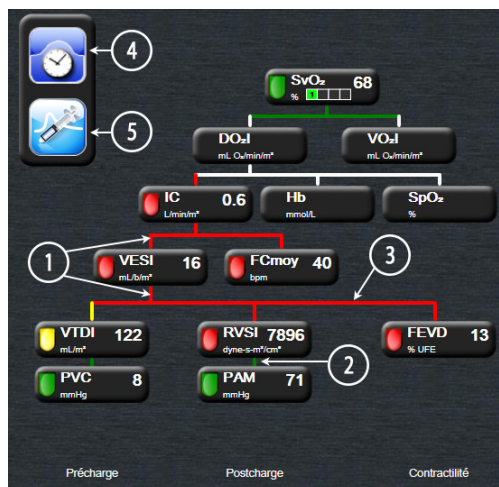 4
5
SvO₂ 68
% 1
DO₂I
mL O₂/min/m²
VO₂I
mL O₂/min/m²
IC 0.6
L/min/m²
Hb
mmol/L
SpO₂
%
1
VESI 16
mL/b/m²
FCmoy 40
bpm
3
VTDI 122
mL/m²
RVSI 7896
dyne-s-m²/cm⁵
FEVD 13
% UFE
2
PVC 8
mmHg
PAM 71
mmHg
Précharge
Postcharge
Contractilité